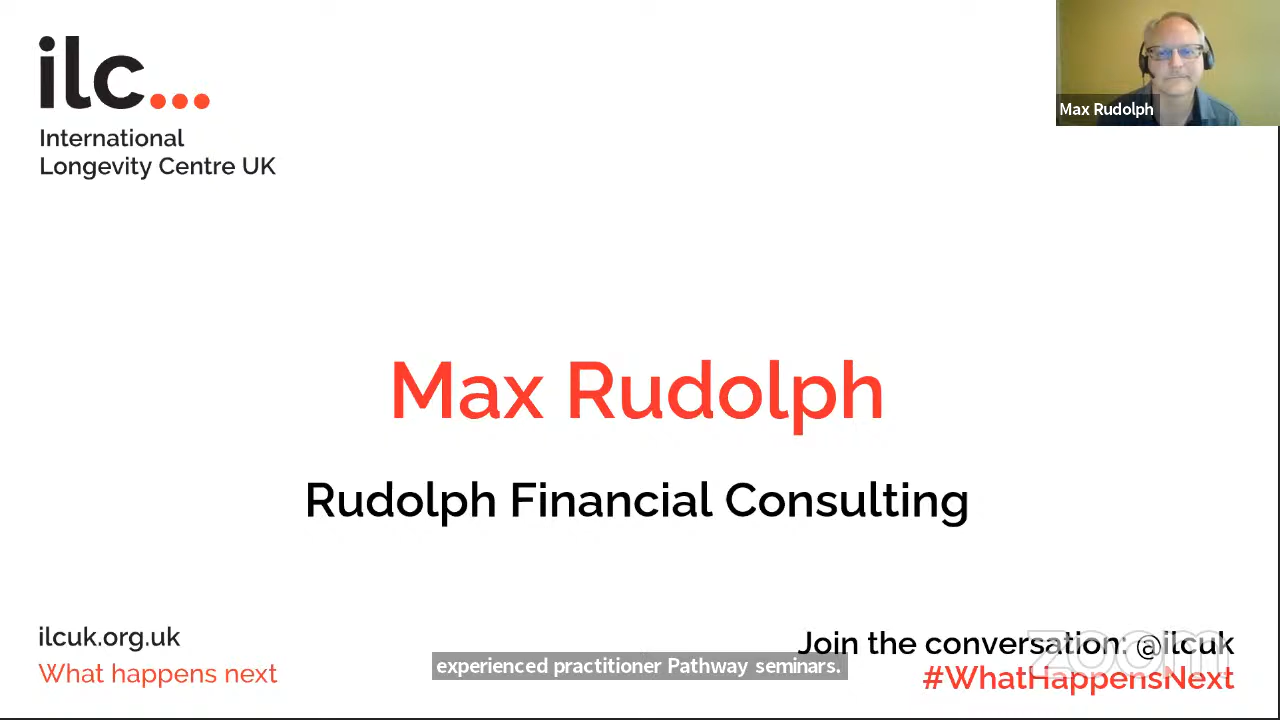 ilc...
International
Longevity Centre UK
Max Rudolph
Max Rudolph
Rudolph Financial Consulting
ilcuk.org.uk
What happens next
experienced practitioner Pathway seminars.
Join the conversation: @ilcuk
#WhatHappensNext
zoom